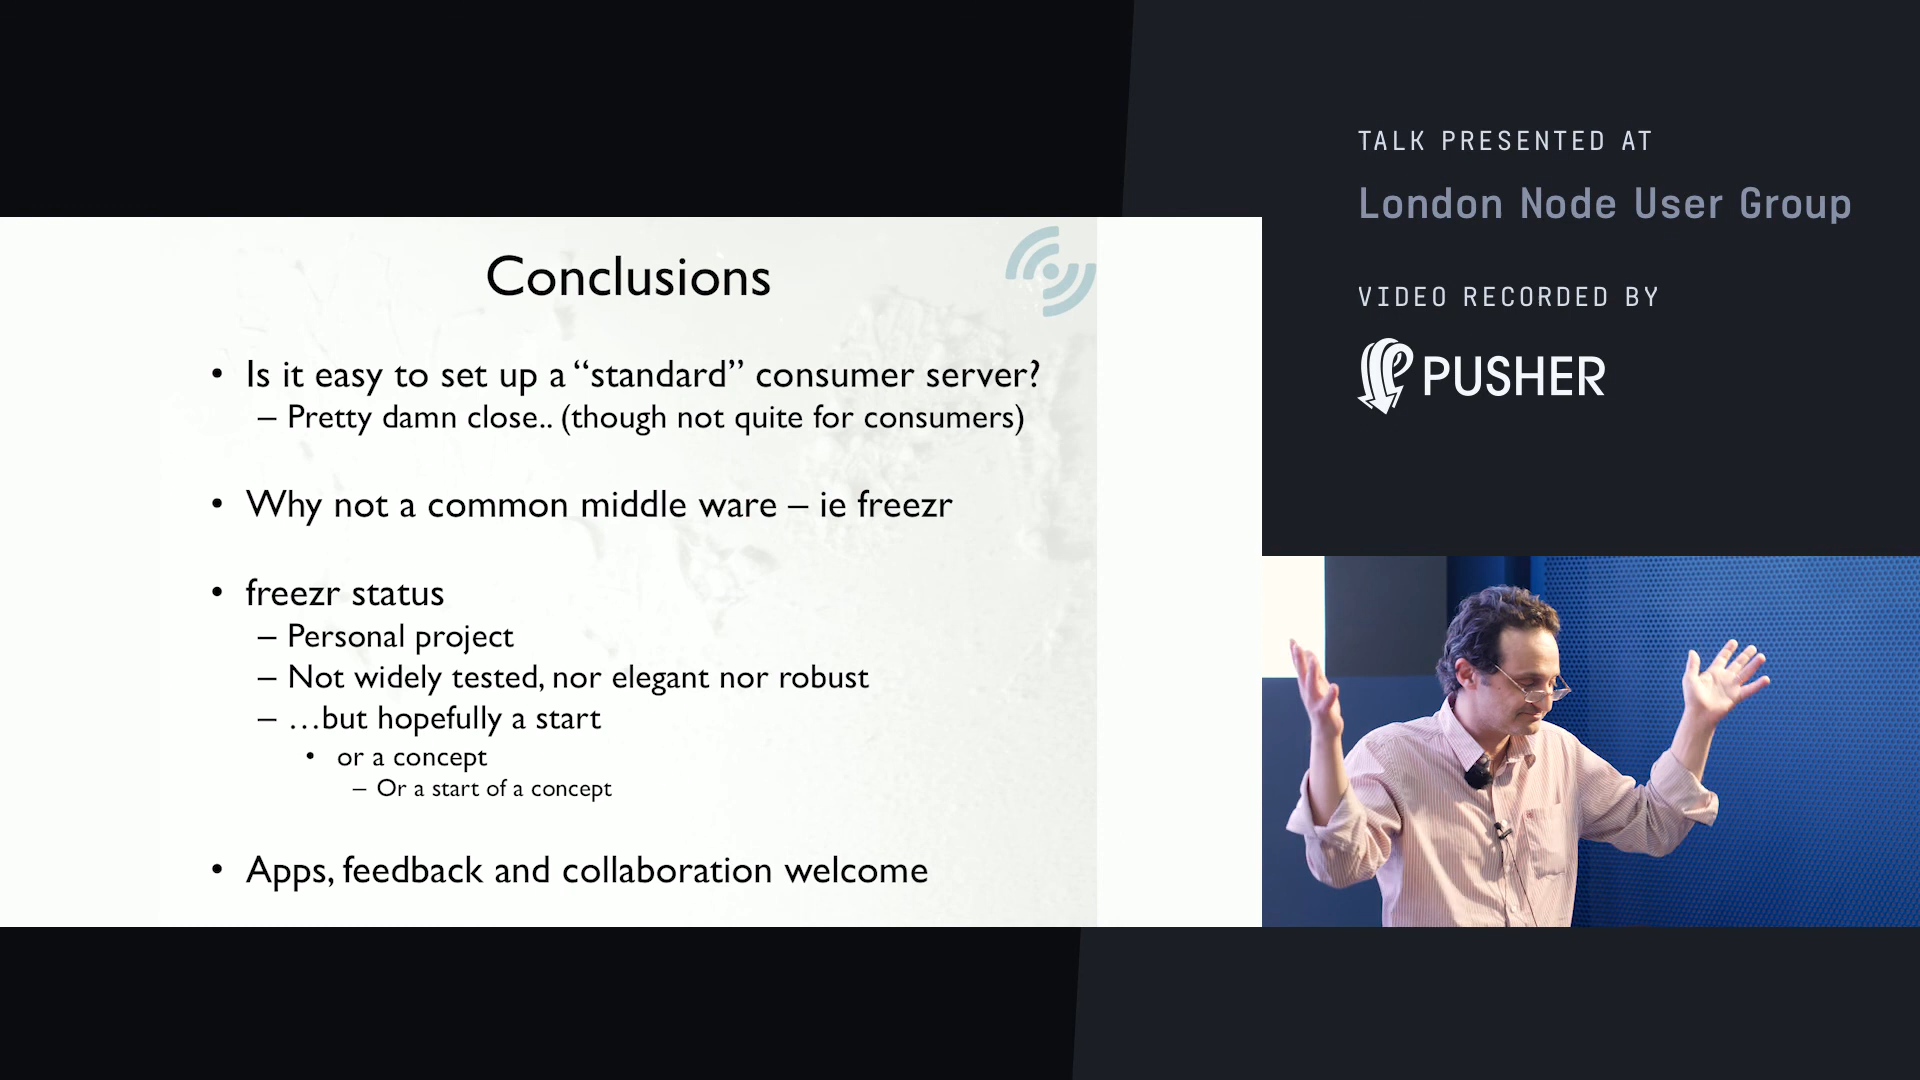 Conclusions
• Is it easy to set up a “standard” consumer server?
– Pretty damn close.. (though not quite for consumers)
• Why not a common middle ware – ie freezr
• freezr status
– Personal project
– Not widely tested, nor elegant nor robust
– …but hopefully a start
• or a concept
– Or a start of a concept
• Apps, feedback and collaboration welcome
TALK PRESENTED AT
London Node User Group
VIDEO RECORDED BY
PUSHER